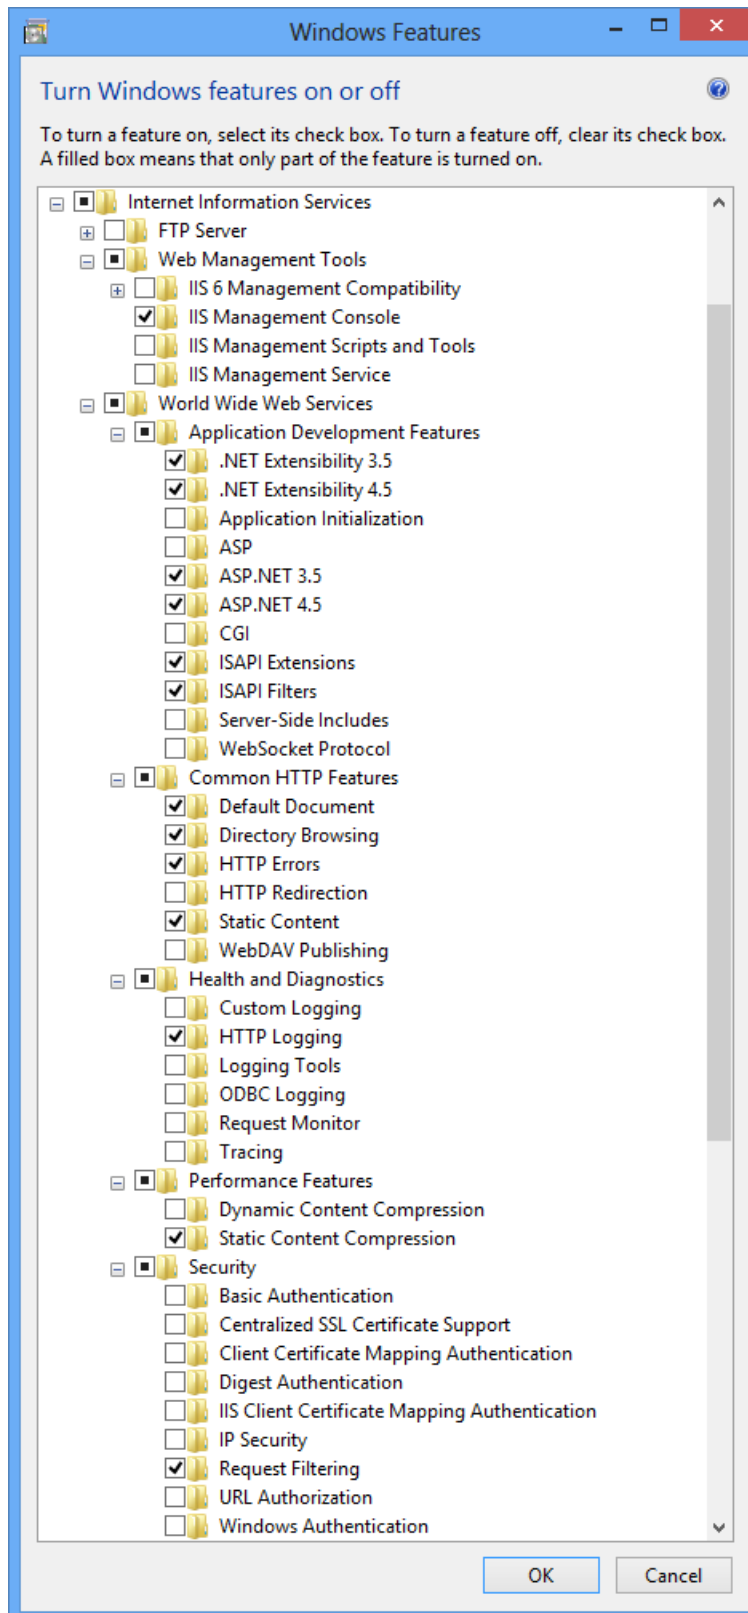 Windows Features
Turn Windows features on or off
To turn a feature on, select its check box. To turn a feature off, clear its check box.
A filled box means that only part of the feature is turned on.
Internet Information Services
FTP Server
Web Management Tools
IIS 6 Management Compatibility
IIS Management Console
IIS Management Scripts and Tools
IIS Management Service
World Wide Web Services
Application Development Features
.NET Extensibility 3.5
.NET Extensibility 4.5
Application Initialization
ASP
ASP.NET 3.5
ASP.NET 4.5
CGI
ISAPI Extensions
ISAPI Filters
Server-Side Includes
WebSocket Protocol
Common HTTP Features
Default Document
Directory Browsing
HTTP Errors
HTTP Redirection
Static Content
WebDAV Publishing
Health and Diagnostics
Custom Logging
HTTP Logging
Logging Tools
ODBC Logging
Request Monitor
Tracing
Performance Features
Dynamic Content Compression
Static Content Compression
Security
Basic Authentication
Centralized SSL Certificate Support
Client Certificate Mapping Authentication
Digest Authentication
IIS Client Certificate Mapping Authentication
IP Security
Request Filtering
URL Authorization
Windows Authentication
OK Cancel